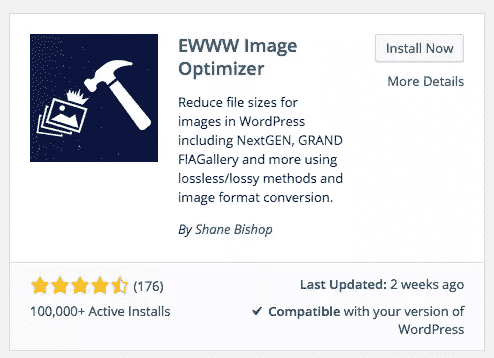 EWWW Image
Optimizer
Install Now
More Details
Reduce file sizes for
images in WordPress
including NextGEN, GRAND
FlAGallery and more using
lossless/lossy methods and
image format conversion.
By Shane Bishop
(176)
100,000+ Active Installs
Last Updated: 2 weeks ago
Compatible with your version of
WordPress